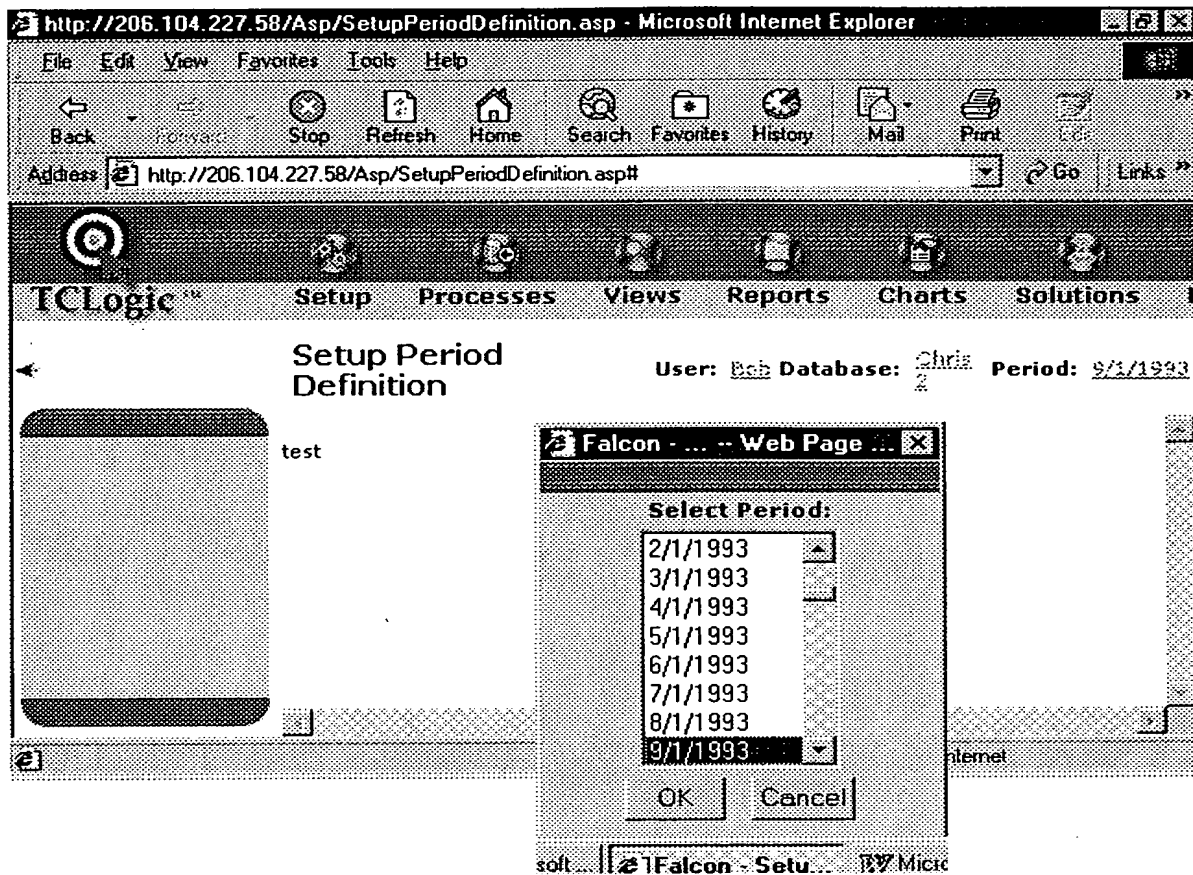 http://206.104.227.58/Asp/SetupPeriodDefinition.asp - Microsoft Internet Explorer
File Edit View Favorites Tools Help
Back Forward Stop Refresh Home Search Favorites History Mail Print Edit
Address http://206.104.227.58/Asp/SetupPeriodDefinition.asp# Go Links »
TCLogic ™ Setup Processes Views Reports Charts Solutions
Setup Period
Definition
User: Bob Database: Chris 2 Period: 9/1/1993
test
Falcon - ... -- Web Page ...
Select Period:
2/1/1993
3/1/1993
4/1/1993
5/1/1993
6/1/1993
7/1/1993
8/1/1993
9/1/1993
OK Cancel
nternet
soft ... Falcon - Setu... Micro